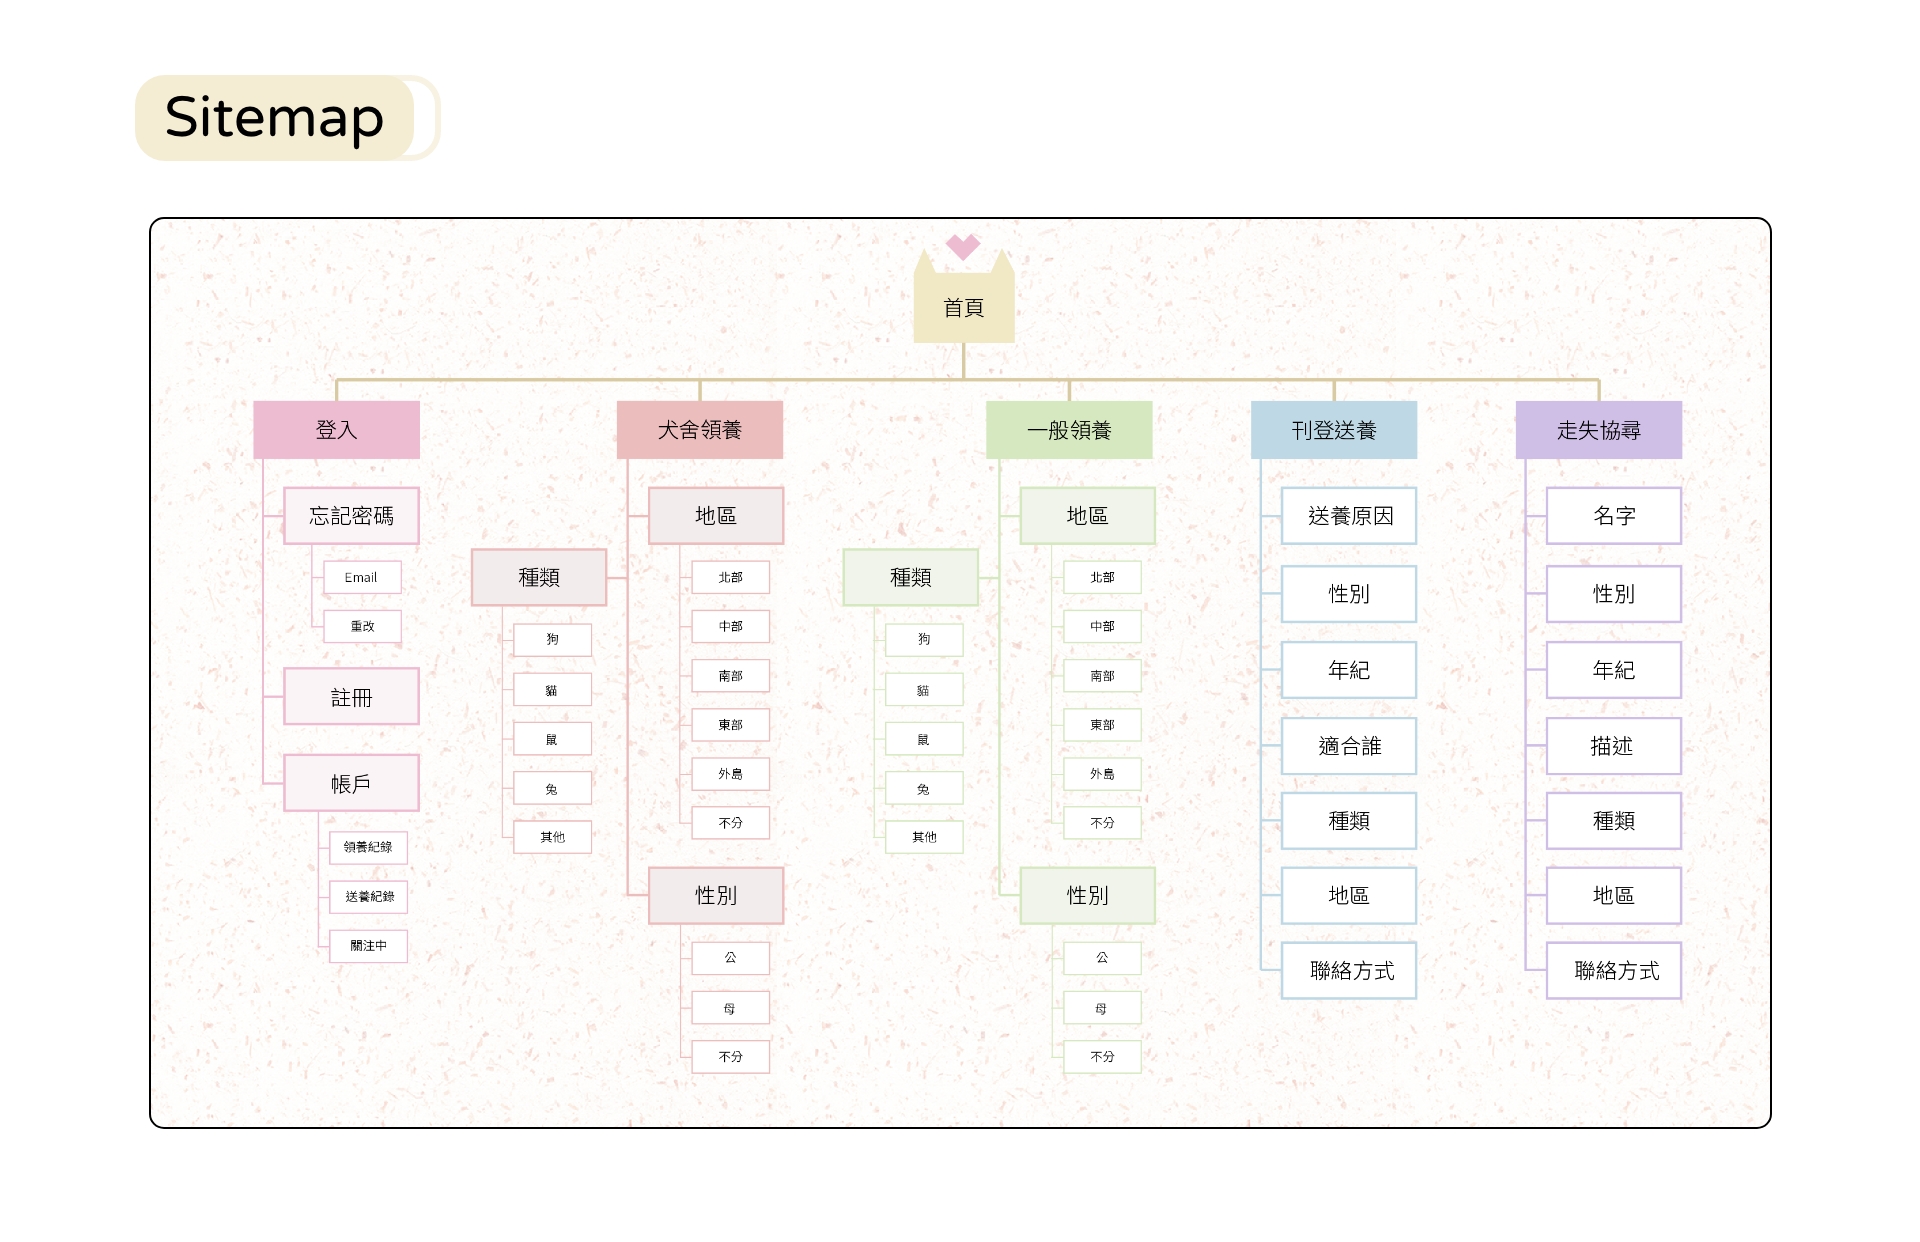 Sitemap
首頁
登入
忘記密碼
Email
重改
註冊
帳戶
領養紀錄
送養紀錄
關注中
犬舍領養
種類
狗
貓
鼠
兔
其他
地區
北部
中部
南部
東部
外島
不分
性別
公
母
不分
一般領養
種類
狗
貓
鼠
兔
其他
地區
北部
中部
南部
東部
外島
不分
性別
公
母
不分
刊登送養
送養原因
性別
年紀
適合誰
種類
地區
聯絡方式
走失協尋
名字
性別
年紀
描述
種類
地區
聯絡方式